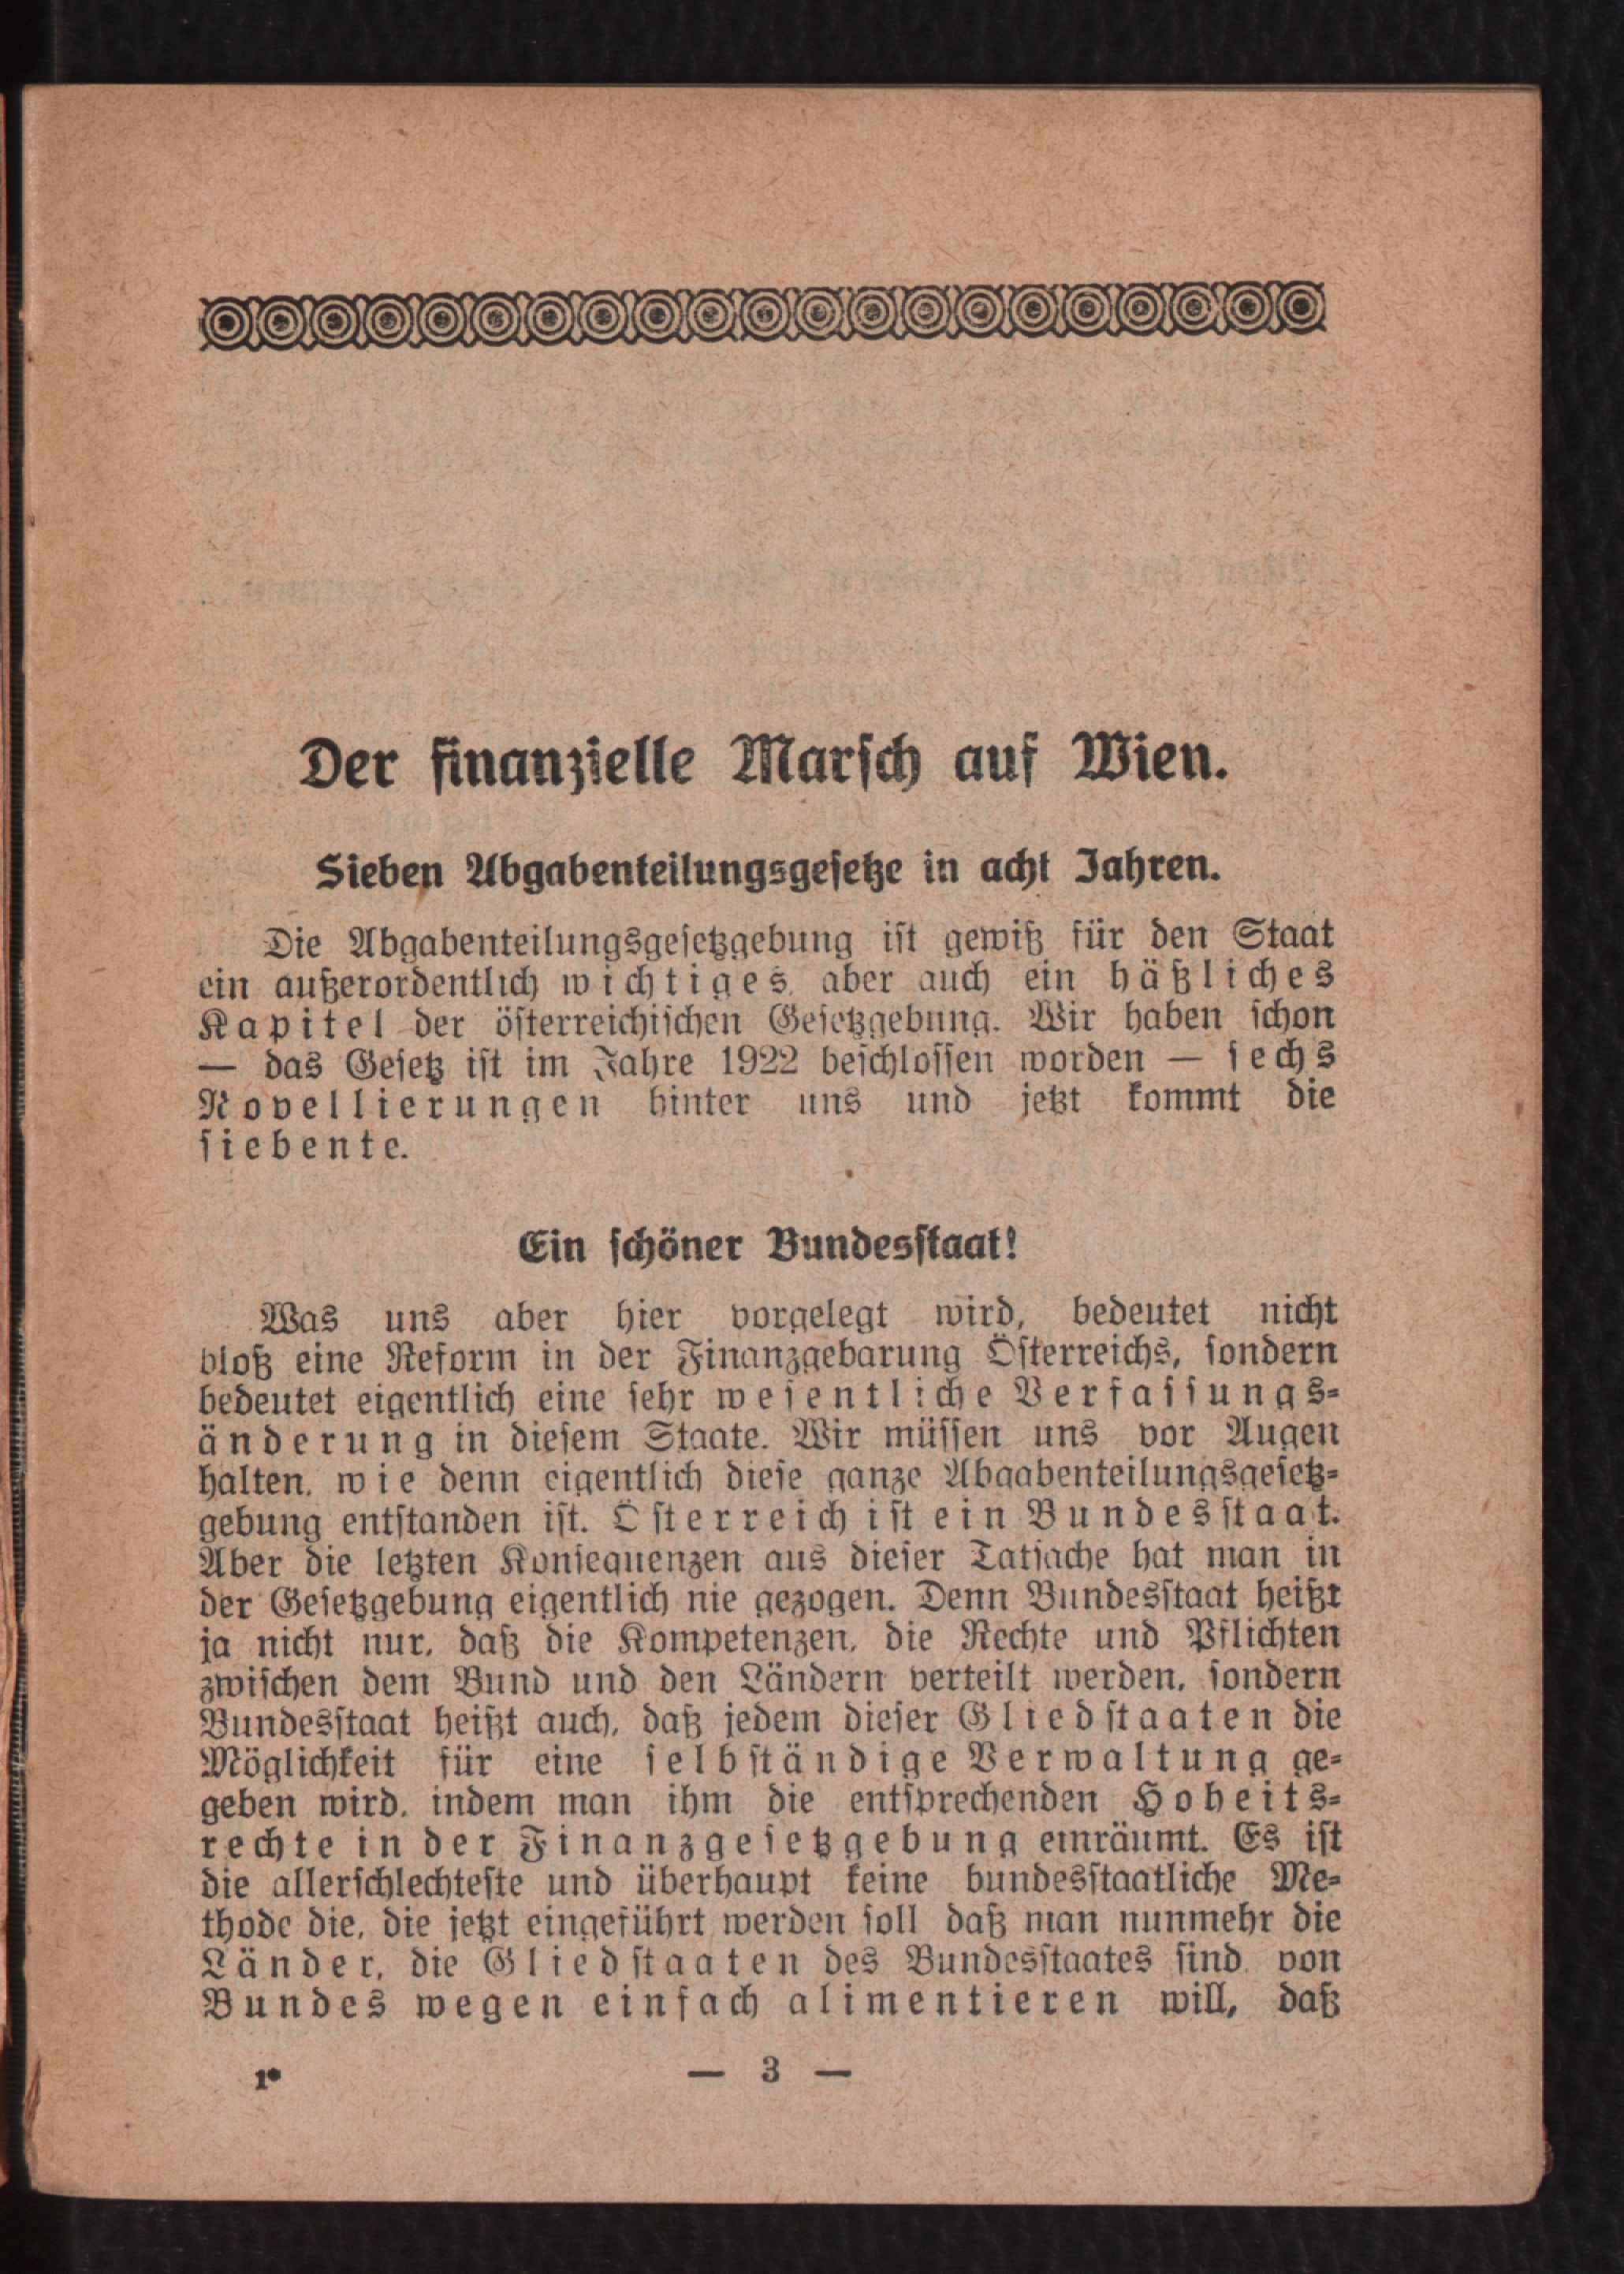 Der finanzielle Marsch auf Wien.
Sieben Abgabenteilungsgesetze in acht Jahren.
Die Abgabenteilungsgesetzgebung ist gewiß für den Staat
ein außerordentlich wichtiges, aber auch ein häßliches
Kapitel der österreichischen Gesetzgebung. Wir haben schon
— das Gesetz ist im Jahre 1922 beschlossen worden — sechs
Novellierungen hinter uns und jetzt kommt die
siebente.
Ein schöner Bundesstaat!
Was uns aber hier vorgelegt wird, bedeutet nicht
bloß eine Reform in der Finanzgebarung Österreichs, sondern
bedeutet eigentlich eine sehr wesentliche Verfassungs-
änderung in diesem Staate. Wir müssen uns vor Augen
halten, wie denn eigentlich diese ganze Abgabenteilungsgesetz-
gebung entstanden ist. Österreich ist ein Bundesstaat.
Aber die letzten Konsequenzen aus dieser Tatsache hat man in
der Gesetzgebung eigentlich nie gezogen. Denn Bundesstaat heißt
ja nicht nur, daß die Kompetenzen, die Rechte und Pflichten
zwischen dem Bund und den Ländern verteilt werden, sondern
Bundesstaat heißt auch, daß jedem dieser Gliedstaaten die
Möglichkeit für eine selbständige Verwaltung ge-
geben wird, indem man ihm die entsprechenden Hoheits-
rechte in der Finanzgesetzgebung einräumt. Es ist
die allerschlechteste und überhaupt keine bundesstaatliche Me-
thode die, die jetzt eingeführt werden soll daß man nunmehr die
Länder, die Gliedstaaten des Bundesstaates sind, von
Bundes wegen einfach alimentieren will, daß
1* — 3 —